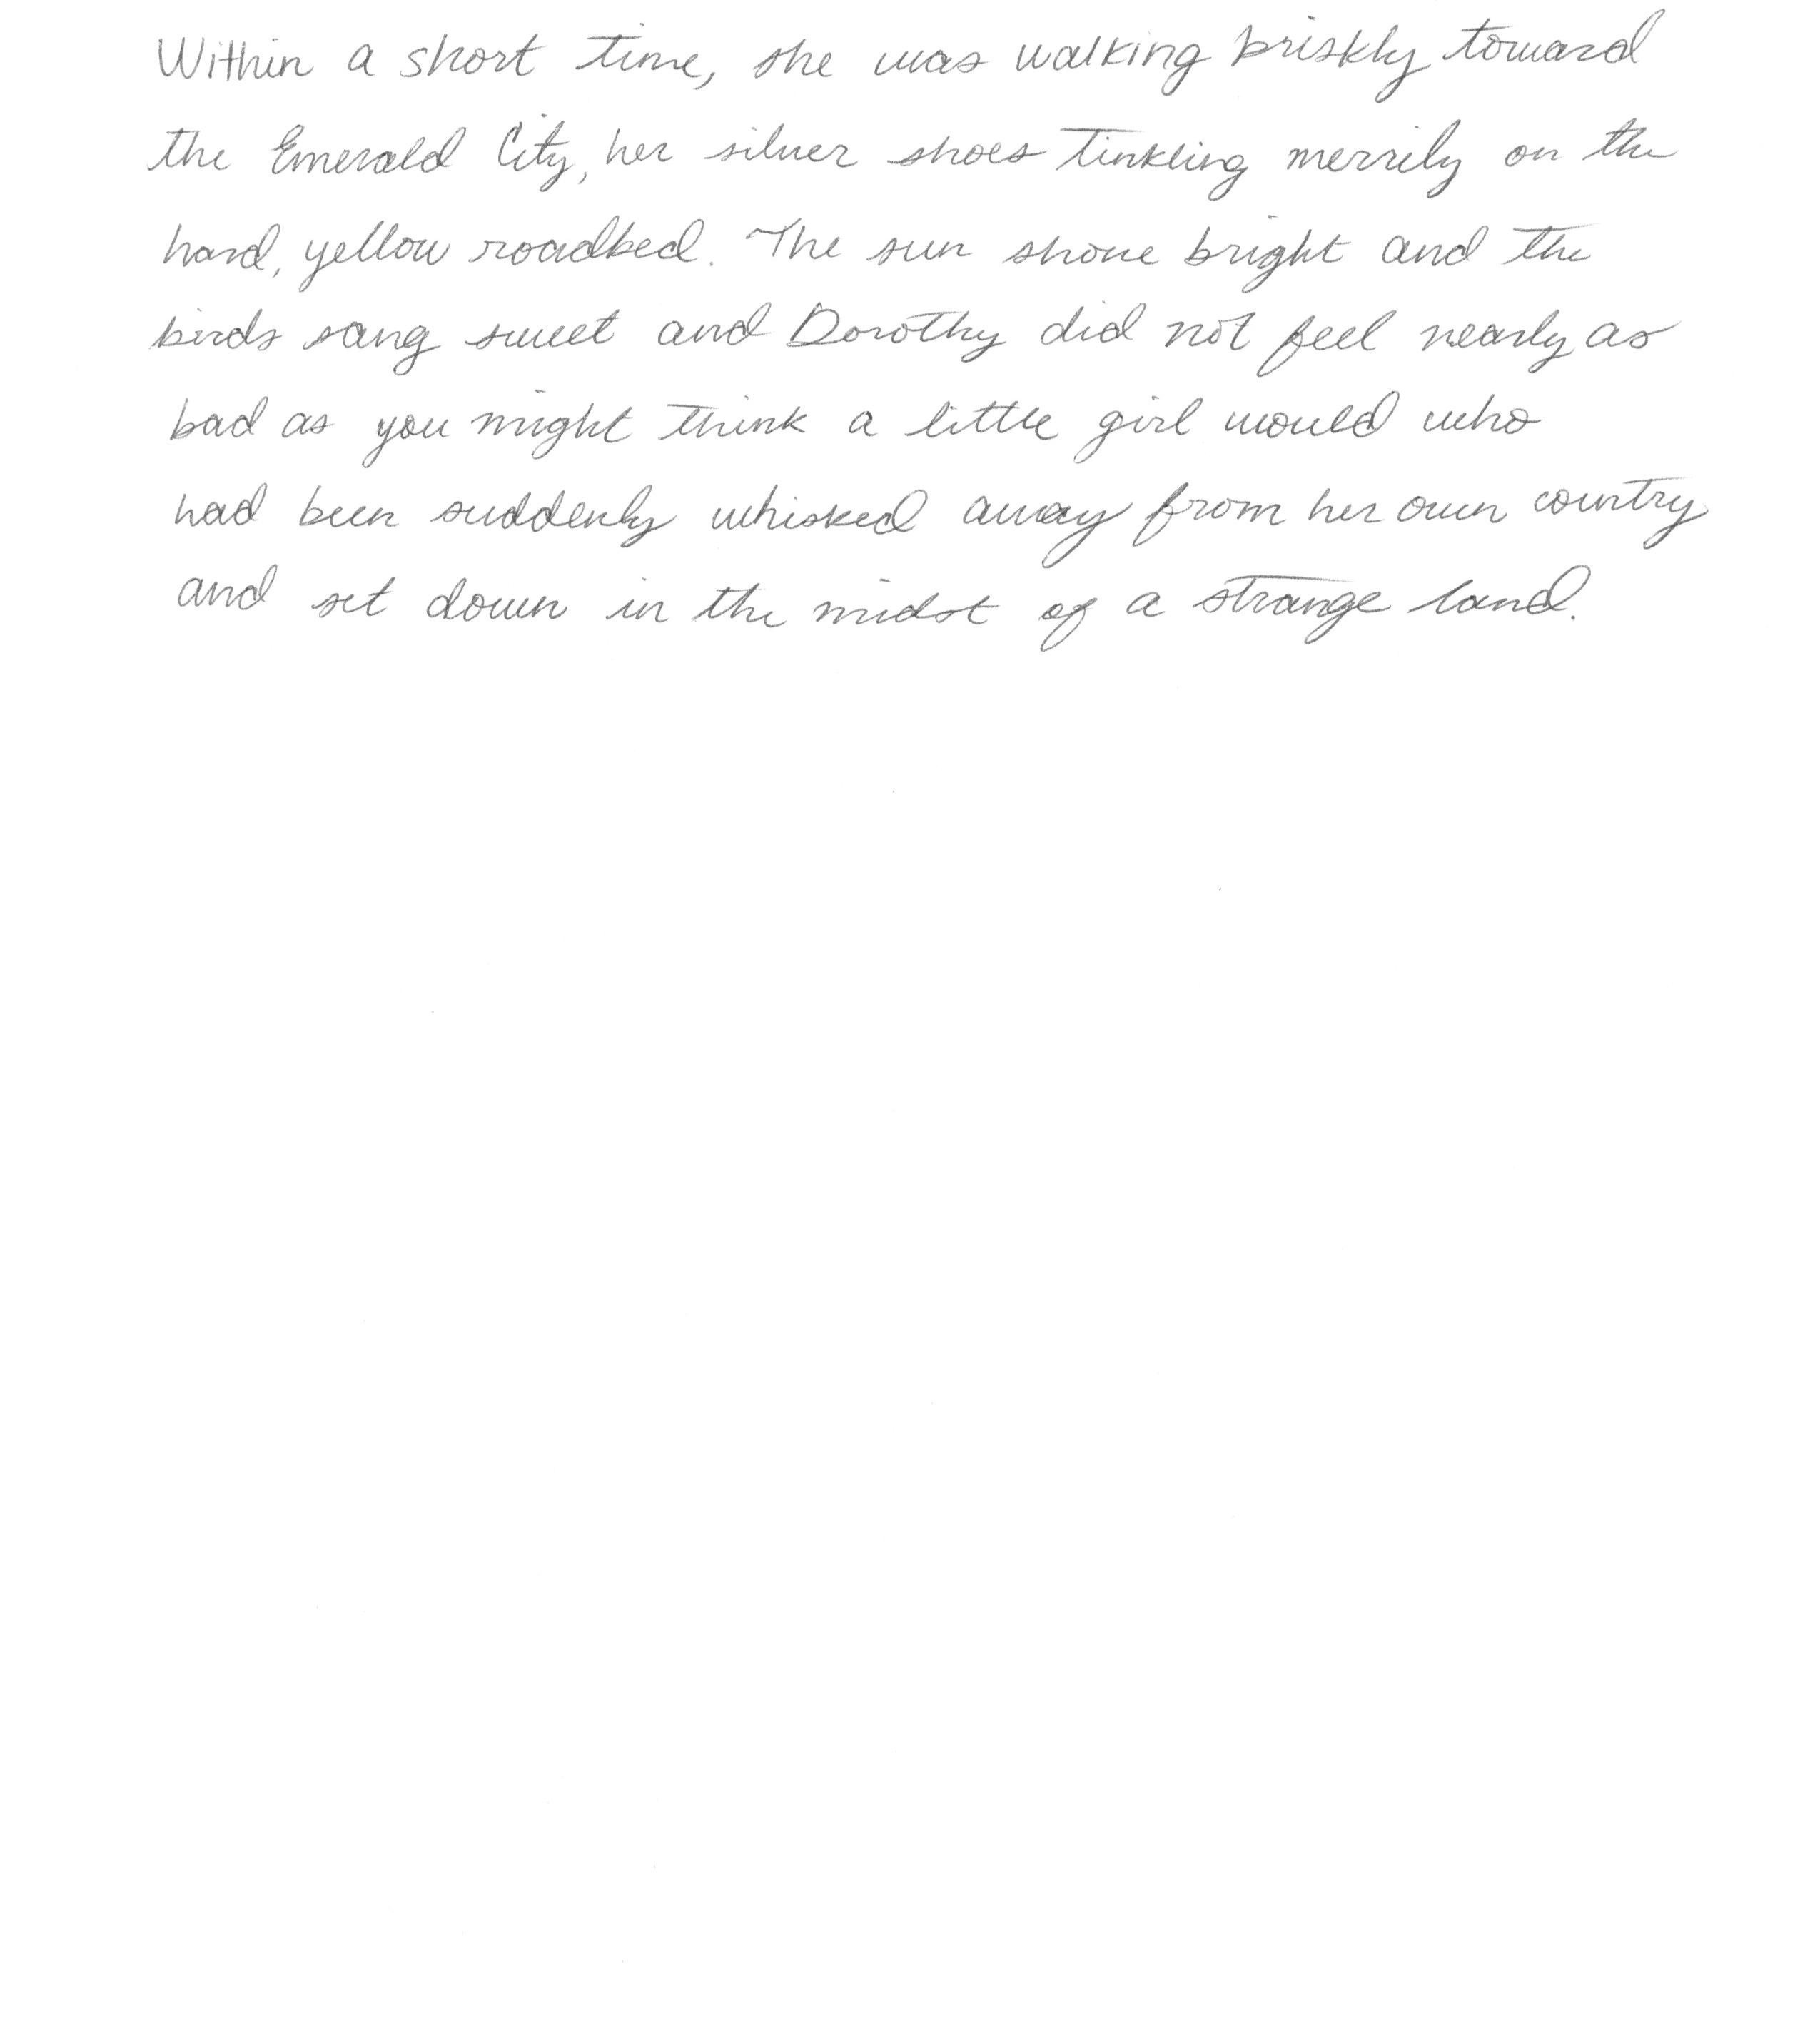 Within a short time, she was walking briskly toward
the Emerald City, her silver shoes tinkling merrily on the
hard, yellow roadbed. The sun shone bright and the
birds sang sweet and Dorothy did not feel nearly as
bad as you might think a little girl would who
had been suddenly whisked away from her own country
and set down in the midst of a strange land.